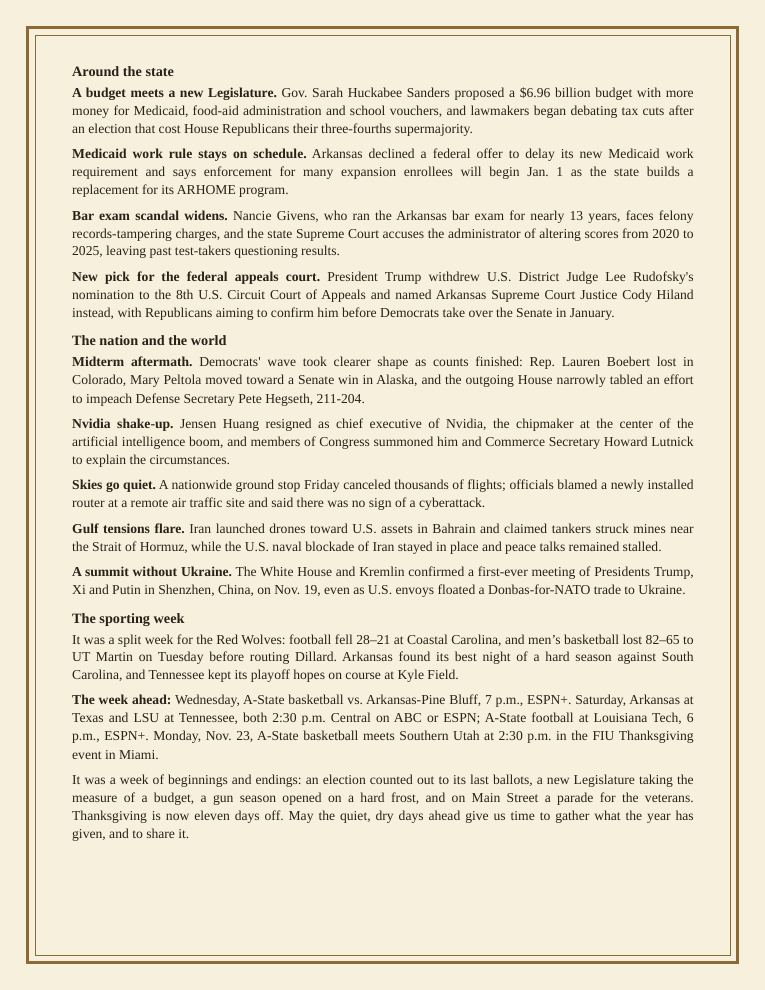 Around the state
A budget meets a new Legislature. Gov. Sarah Huckabee Sanders proposed a $6.96 billion budget with more
money for Medicaid, food-aid administration and school vouchers, and lawmakers began debating tax cuts after
an election that cost House Republicans their three-fourths supermajority.
Medicaid work rule stays on schedule. Arkansas declined a federal offer to delay its new Medicaid work
requirement and says enforcement for many expansion enrollees will begin Jan. 1 as the state builds a
replacement for its ARHOME program.
Bar exam scandal widens. Nancie Givens, who ran the Arkansas bar exam for nearly 13 years, faces felony
records-tampering charges, and the state Supreme Court accuses the administrator of altering scores from 2020 to
2025, leaving past test-takers questioning results.
New pick for the federal appeals court. President Trump withdrew U.S. District Judge Lee Rudofsky's
nomination to the 8th U.S. Circuit Court of Appeals and named Arkansas Supreme Court Justice Cody Hiland
instead, with Republicans aiming to confirm him before Democrats take over the Senate in January.
The nation and the world
Midterm aftermath. Democrats' wave took clearer shape as counts finished: Rep. Lauren Boebert lost in
Colorado, Mary Peltola moved toward a Senate win in Alaska, and the outgoing House narrowly tabled an effort
to impeach Defense Secretary Pete Hegseth, 211-204.
Nvidia shake-up. Jensen Huang resigned as chief executive of Nvidia, the chipmaker at the center of the
artificial intelligence boom, and members of Congress summoned him and Commerce Secretary Howard Lutnick
to explain the circumstances.
Skies go quiet. A nationwide ground stop Friday canceled thousands of flights; officials blamed a newly installed
router at a remote air traffic site and said there was no sign of a cyberattack.
Gulf tensions flare. Iran launched drones toward U.S. assets in Bahrain and claimed tankers struck mines near
the Strait of Hormuz, while the U.S. naval blockade of Iran stayed in place and peace talks remained stalled.
A summit without Ukraine. The White House and Kremlin confirmed a first-ever meeting of Presidents Trump,
Xi and Putin in Shenzhen, China, on Nov. 19, even as U.S. envoys floated a Donbas-for-NATO trade to Ukraine.
The sporting week
It was a split week for the Red Wolves: football fell 28–21 at Coastal Carolina, and men’s basketball lost 82–65 to
UT Martin on Tuesday before routing Dillard. Arkansas found its best night of a hard season against South
Carolina, and Tennessee kept its playoff hopes on course at Kyle Field.
The week ahead: Wednesday, A-State basketball vs. Arkansas-Pine Bluff, 7 p.m., ESPN+. Saturday, Arkansas at
Texas and LSU at Tennessee, both 2:30 p.m. Central on ABC or ESPN; A-State football at Louisiana Tech, 6
p.m., ESPN+. Monday, Nov. 23, A-State basketball meets Southern Utah at 2:30 p.m. in the FIU Thanksgiving
event in Miami.
It was a week of beginnings and endings: an election counted out to its last ballots, a new Legislature taking the
measure of a budget, a gun season opened on a hard frost, and on Main Street a parade for the veterans.
Thanksgiving is now eleven days off. May the quiet, dry days ahead give us time to gather what the year has
given, and to share it.